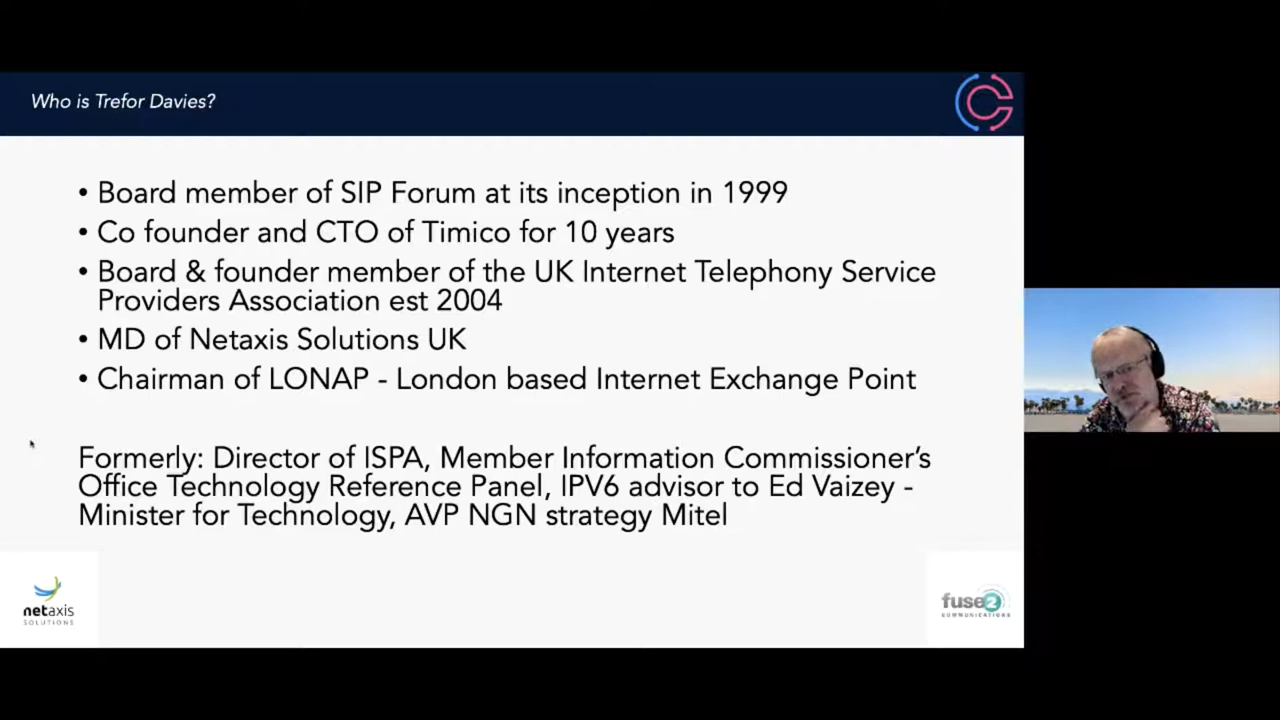 Who is Trefor Davies?
• Board member of SIP Forum at its inception in 1999
• Co founder and CTO of Timico for 10 years
• Board & founder member of the UK Internet Telephony Service
Providers Association est 2004
• MD of Netaxis Solutions UK
• Chairman of LONAP - London based Internet Exchange Point
Formerly: Director of ISPA, Member Information Commissioner's
Office Technology Reference Panel, IPV6 advisor to Ed Vaizey -
Minister for Technology, AVP NGN strategy Mitel
netaxis
SOLUTIONS
fuse2
COMMUNICATIONS